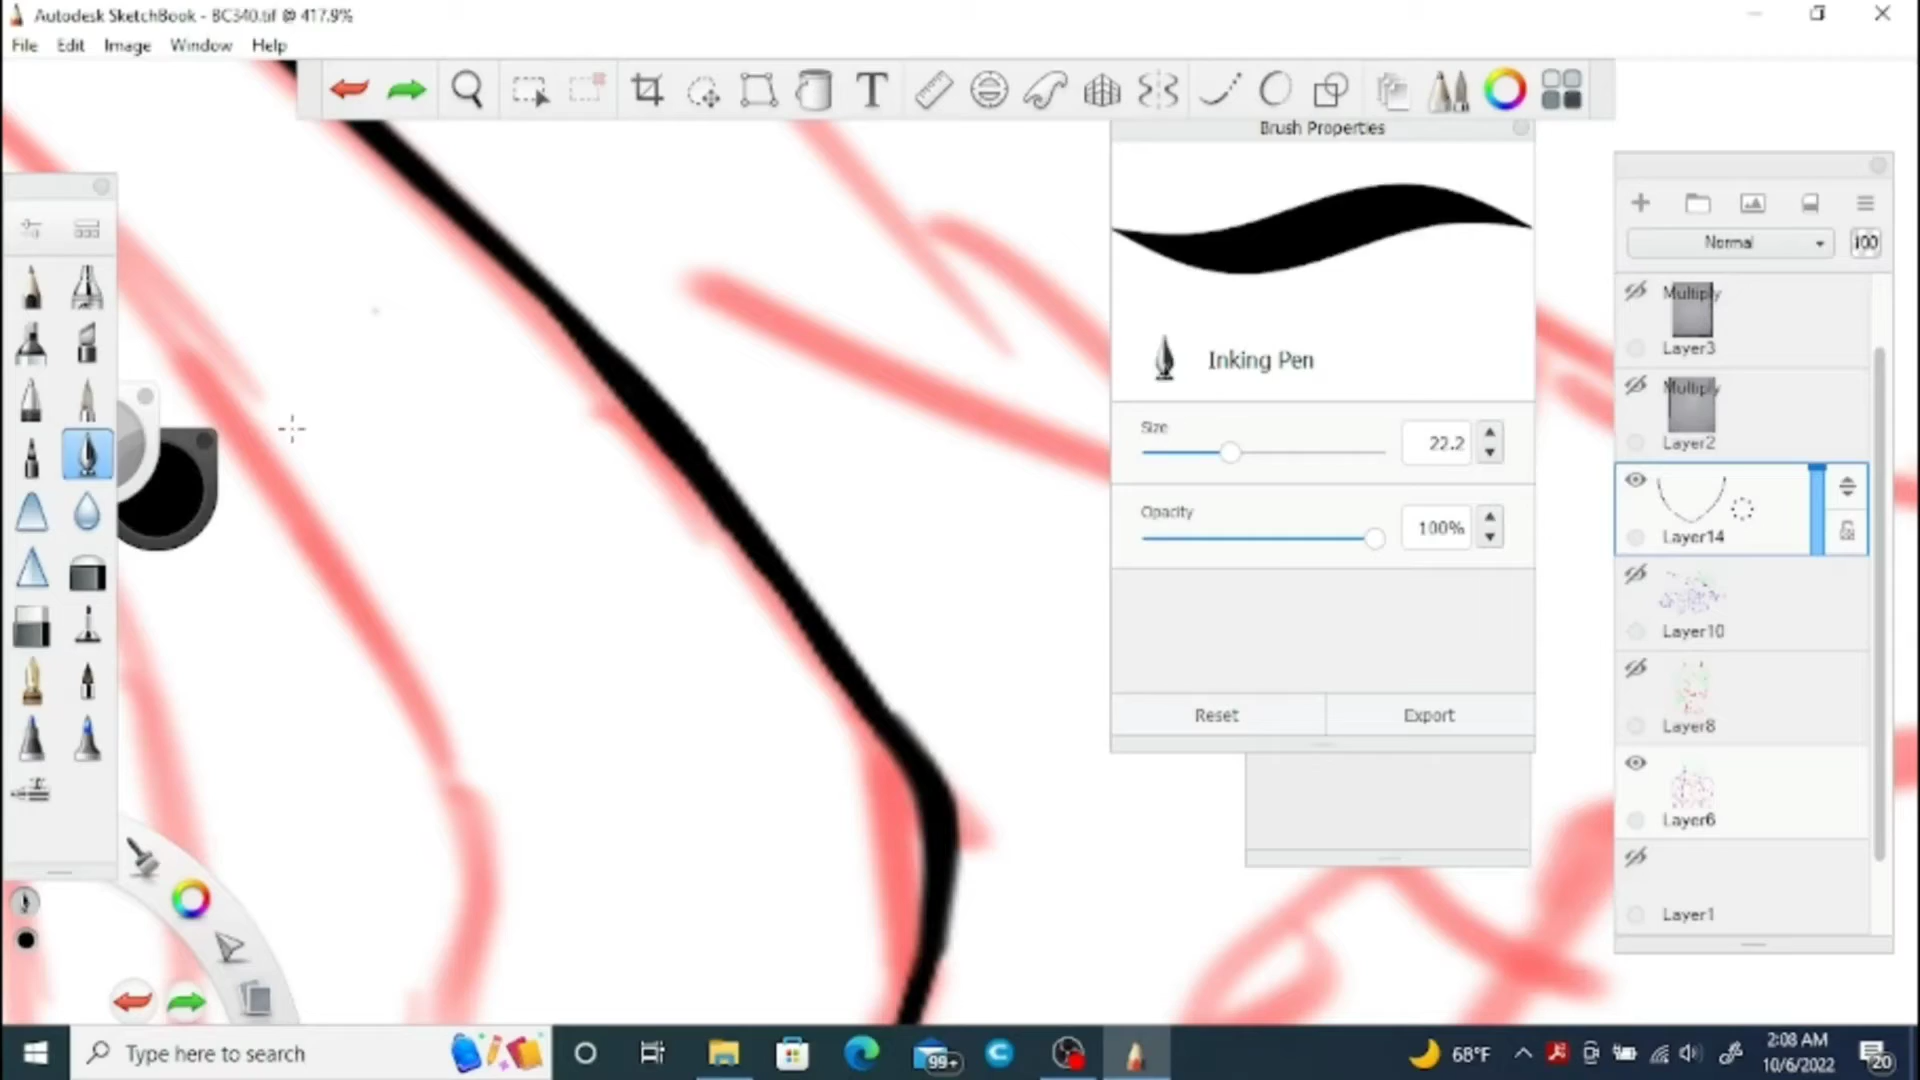 Autodesk SketchBook - BC340.tif @ 417.9%
File Edit Image Window Help
T
Brush Properties
Inking Pen
Size
22.2
Opacity
100%
Reset Export
Normal 100
Multiply
Layer3
Multiply
Layer2
Layer14
Layer10
Layer8
Layer6
Layer1
Type here to search
99+
68°F
2:08 AM
10/6/2022
20